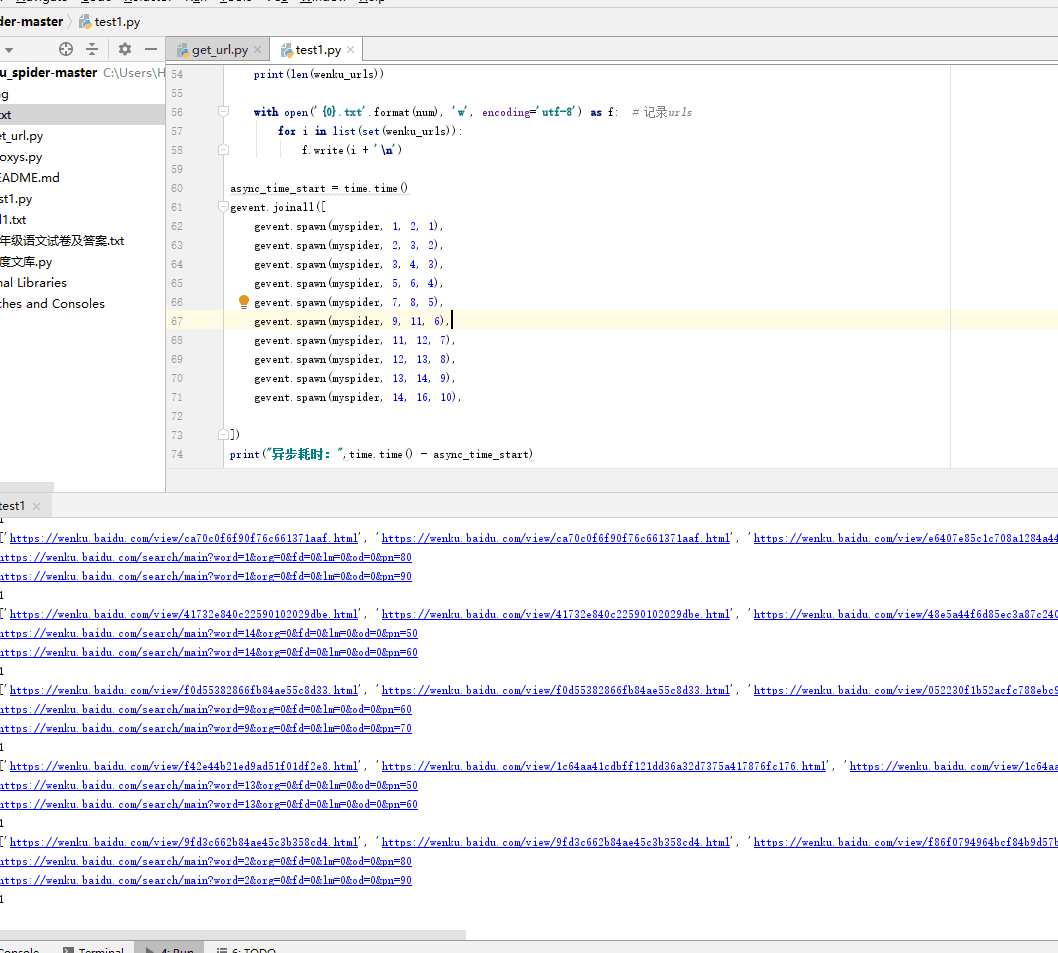 der-master test1.py
get_url.py test1.py
u_spider-master C:\Users\H
54 print(len(wenku_urls))
55
56 with open('{0}.txt'.format(num), 'w', encoding='utf-8') as f: # 记录urls
57 for i in list(set(wenku_urls)):
58 f.write(i + '\n')
59
60 async_time_start = time.time()
61 gevent.joinall([
62 gevent.spawn(myspider, 1, 2, 1),
63 gevent.spawn(myspider, 2, 3, 2),
64 gevent.spawn(myspider, 3, 4, 3),
65 gevent.spawn(myspider, 5, 6, 4),
66 gevent.spawn(myspider, 7, 8, 5),
67 gevent.spawn(myspider, 9, 11, 6),
68 gevent.spawn(myspider, 11, 12, 7),
69 gevent.spawn(myspider, 12, 13, 8),
70 gevent.spawn(myspider, 13, 14, 9),
71 gevent.spawn(myspider, 14, 16, 10),
72
73 ])
74 print("异步耗时：",time.time() - async_time_start)
g
xt
et_url.py
oxys.py
EADME.md
st1.py
l1.txt
年级语文试卷及答案.txt
度文库.py
nal Libraries
ches and Consoles
test1
['https://wenku.baidu.com/view/ca70c0f6f90f76c661371aaf.html', 'https://wenku.baidu.com/view/ca70c0f6f90f76c661371aaf.html', 'https://wenku.baidu.com/view/e6407e85c1c708a1284a44
https://wenku.baidu.com/search/main?word=1&org=0&fd=0&lm=0&od=0&pn=80
https://wenku.baidu.com/search/main?word=1&org=0&fd=0&lm=0&od=0&pn=90
1
['https://wenku.baidu.com/view/41732e840c22590102029dbe.html', 'https://wenku.baidu.com/view/41732e840c22590102029dbe.html', 'https://wenku.baidu.com/view/48e5a44f6d85ec3a87c240
https://wenku.baidu.com/search/main?word=14&org=0&fd=0&lm=0&od=0&pn=50
https://wenku.baidu.com/search/main?word=14&org=0&fd=0&lm=0&od=0&pn=60
1
['https://wenku.baidu.com/view/f0d55382866fb84ae55c8d33.html', 'https://wenku.baidu.com/view/f0d55382866fb84ae55c8d33.html', 'https://wenku.baidu.com/view/052230f1b52acfc788ebc9
https://wenku.baidu.com/search/main?word=9&org=0&fd=0&lm=0&od=0&pn=60
https://wenku.baidu.com/search/main?word=9&org=0&fd=0&lm=0&od=0&pn=70
1
['https://wenku.baidu.com/view/f42e44b21ed9ad51f01df2e8.html', 'https://wenku.baidu.com/view/1c64aa41cdbff121dd36a32d7375a417876fc176.html', 'https://wenku.baidu.com/view/1c64aa
https://wenku.baidu.com/search/main?word=13&org=0&fd=0&lm=0&od=0&pn=50
https://wenku.baidu.com/search/main?word=13&org=0&fd=0&lm=0&od=0&pn=60
1
['https://wenku.baidu.com/view/9fd3c662b84ae45c3b358cd4.html', 'https://wenku.baidu.com/view/9fd3c662b84ae45c3b358cd4.html', 'https://wenku.baidu.com/view/f86f0794964bcf84b9d57b
https://wenku.baidu.com/search/main?word=2&org=0&fd=0&lm=0&od=0&pn=80
https://wenku.baidu.com/search/main?word=2&org=0&fd=0&lm=0&od=0&pn=90
1
Console Terminal 4: Run 6: TODO